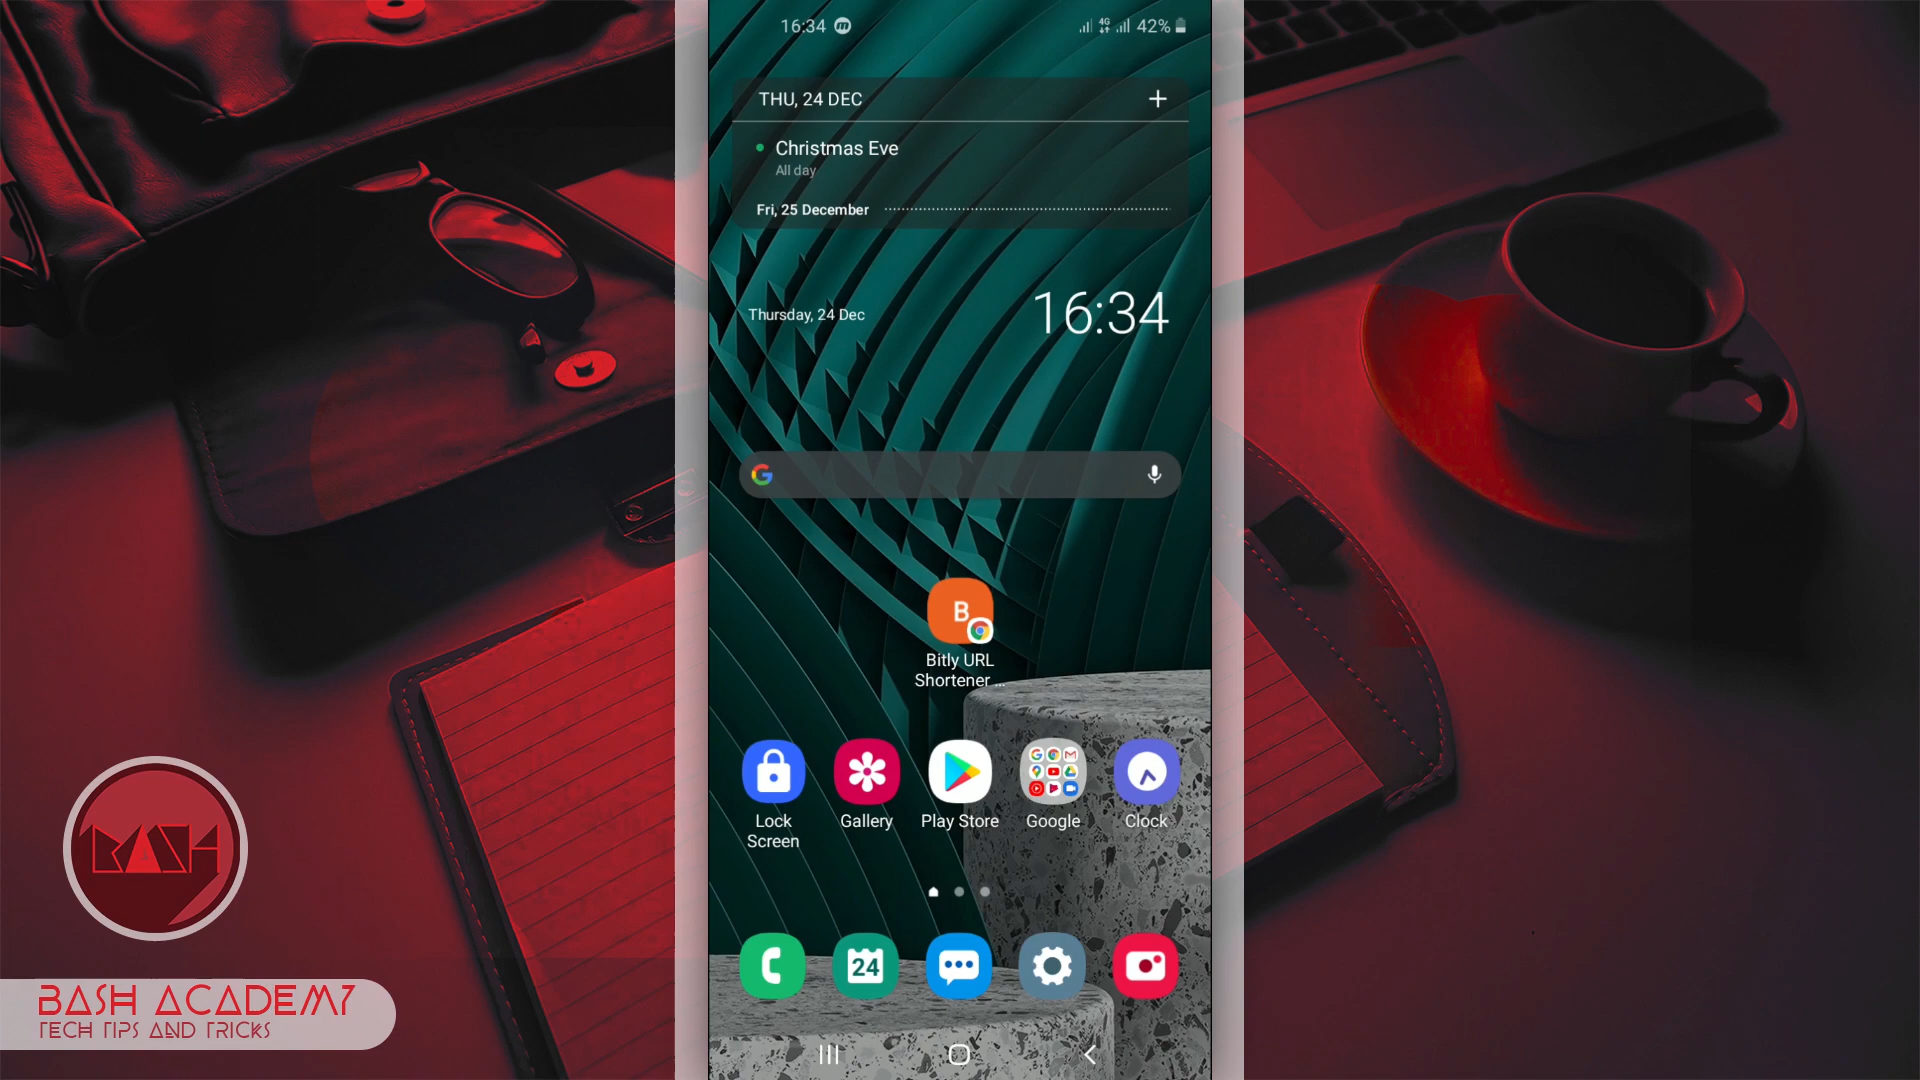 16:34
4G
42%
THU, 24 DEC
Christmas Eve
All day
Fri, 25 December
Thursday, 24 Dec
16:34
B
Bitly URL
Shortener ...
Lock
Screen
Gallery
Play Store
Google
Clock
24
BASH
BASH ACADEMY
TECH TIPS AND TRICKS